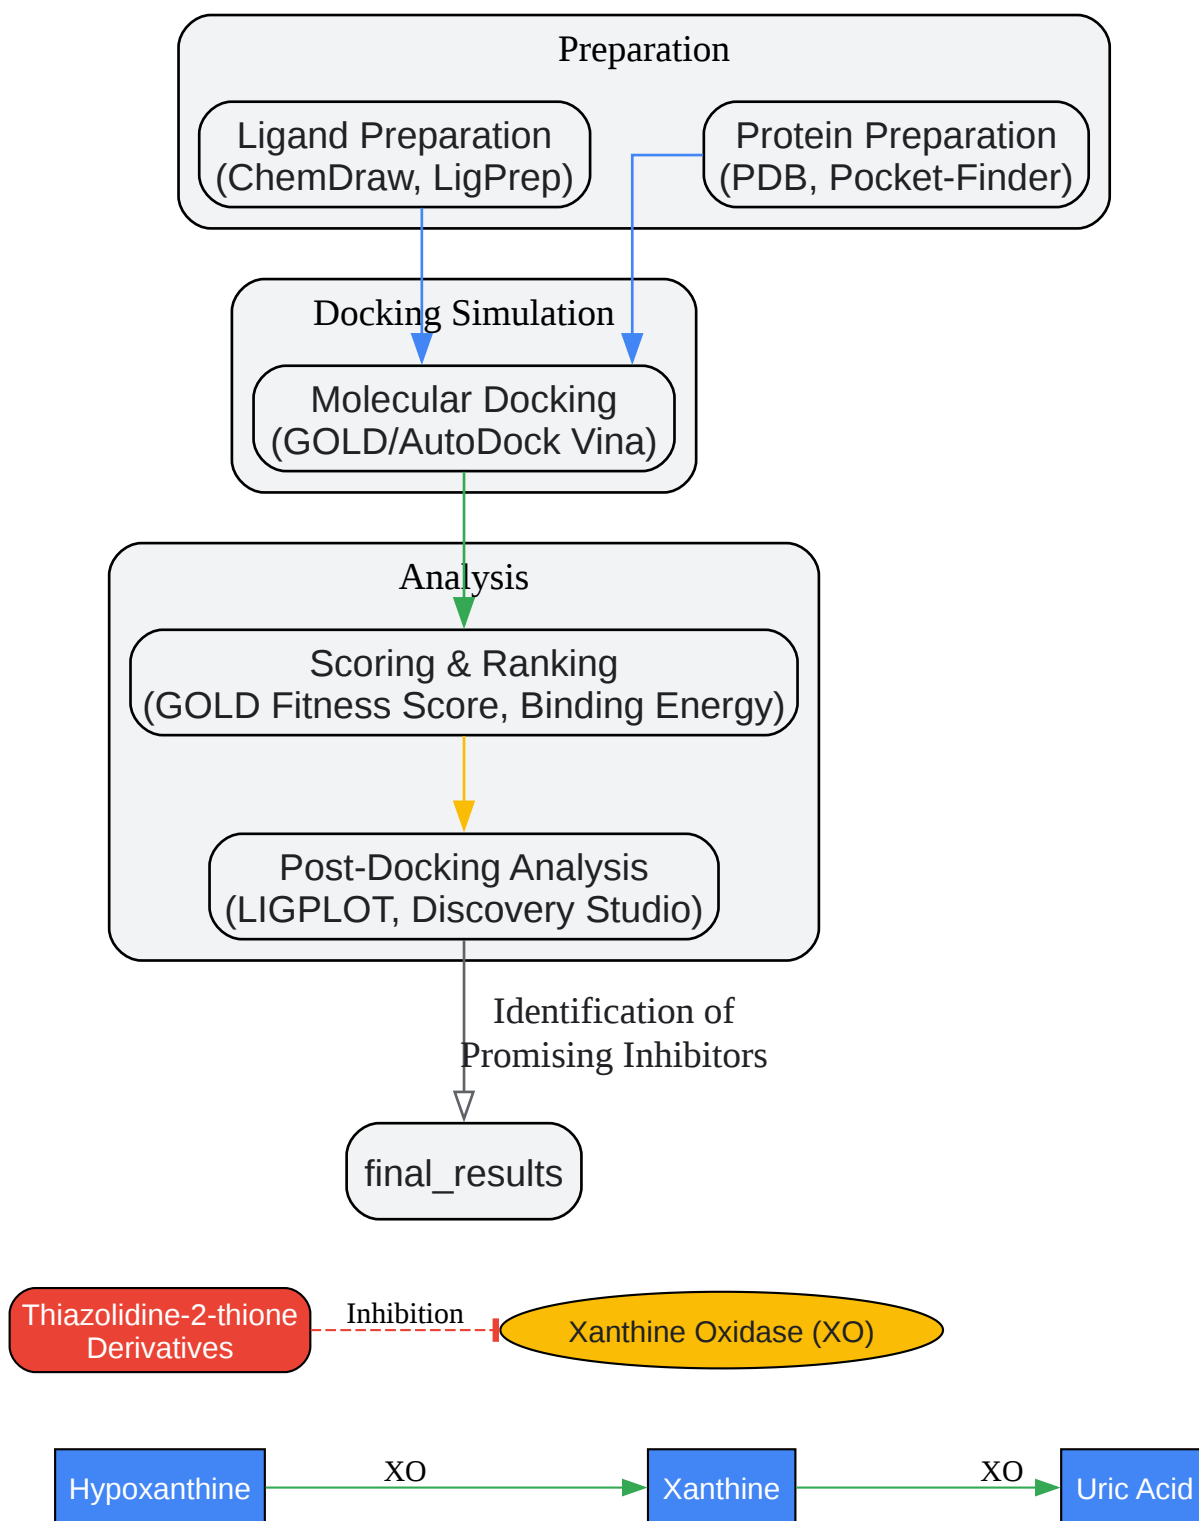 Preparation
Ligand Preparation
(ChemDraw, LigPrep)
Protein Preparation
(PDB, Pocket-Finder)
Docking Simulation
Molecular Docking
(GOLD/AutoDock Vina)
Analysis
Scoring & Ranking
(GOLD Fitness Score, Binding Energy)
Post-Docking Analysis
(LIGPLOT, Discovery Studio)
Identification of
Promising Inhibitors
final_results
Thiazolidine-2-thione
Derivatives
Inhibition
Xanthine Oxidase (XO)
Hypoxanthine
XO
Xanthine
XO
Uric Acid